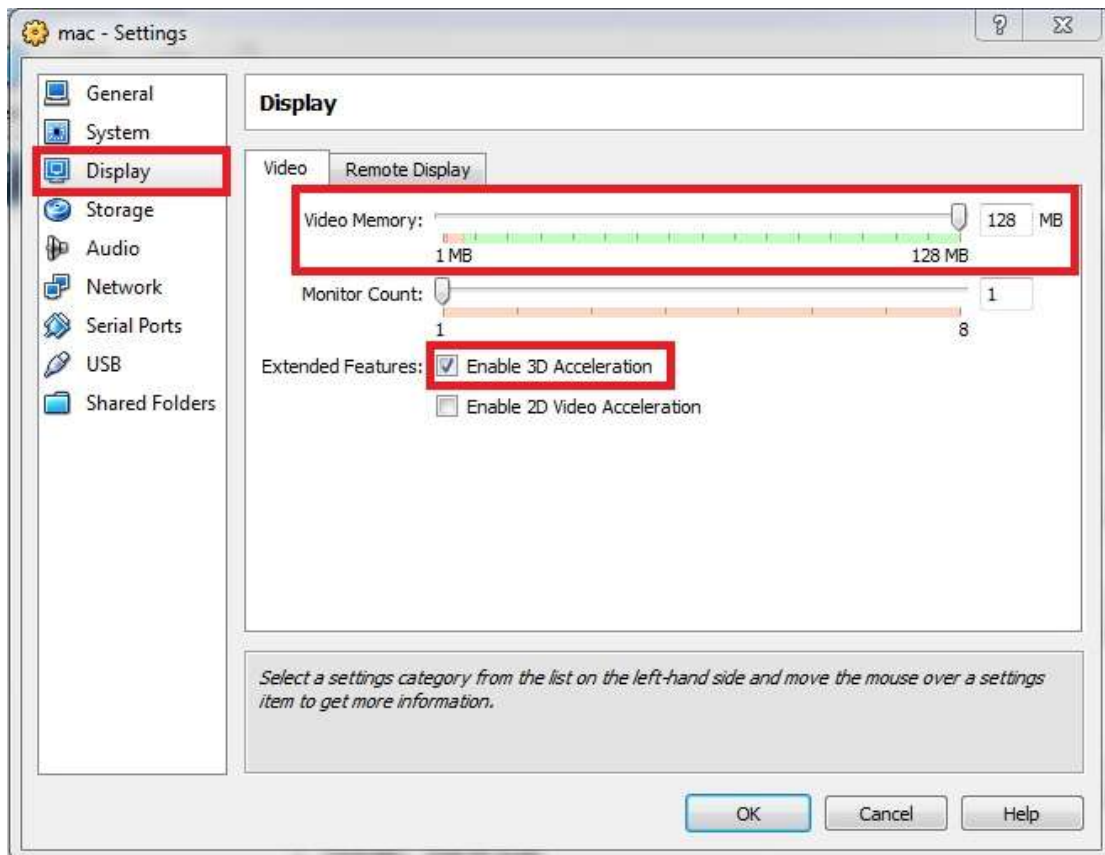 mac - Settings
General
System
Display
Storage
Audio
Network
Serial Ports
USB
Shared Folders
Display
Video
Remote Display
Video Memory:
128 MB
1 MB
128 MB
Monitor Count:
1
1
8
Extended Features:
Enable 3D Acceleration
Enable 2D Video Acceleration
Select a settings category from the list on the left-hand side and move the mouse over a settings
item to get more information.
OK
Cancel
Help